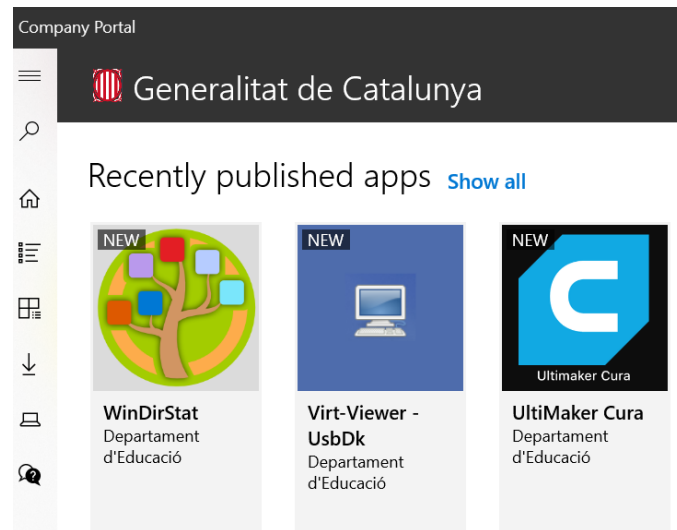 Company Portal
Generalitat de Catalunya
Recently published apps Show all
NEW
WinDirStat
Departament
d'Educació
NEW
Virt-Viewer -
UsbDk
Departament
d'Educació
NEW
Ultimaker Cura
UltiMaker Cura
Departament
d'Educació